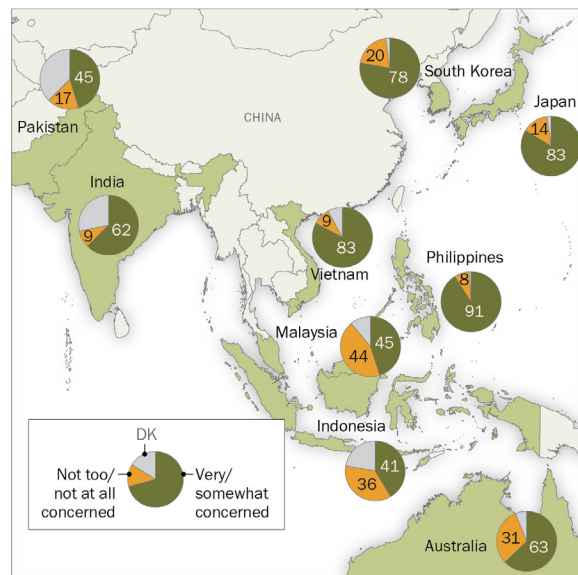 20
78
South Korea
45
17
Pakistan
CHINA
Japan
14
83
India
9
62
9
83
Vietnam
Philippines
8
91
Malaysia
45
44
Indonesia
41
36
DK
Not too/
not at all
concerned
Very/
somewhat
concerned
31
63
Australia